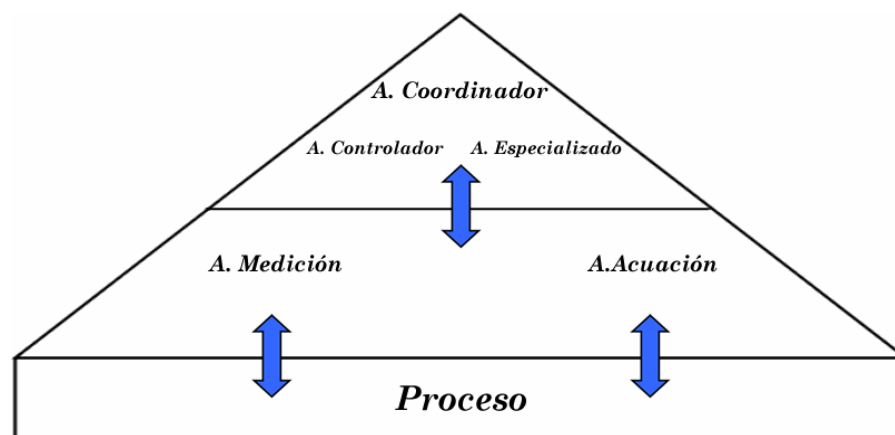 A. Coordinador
A. Controlador A. Especializado
A. Medición A.Acuación
Proceso